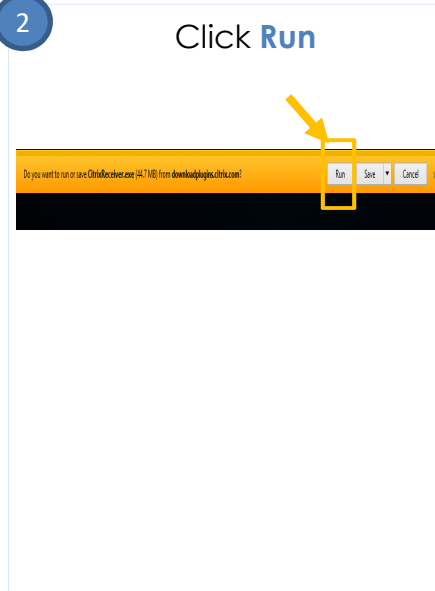 2
Click Run
Do you want to run or save CitrixReceiver.exe (44.7 MB) from downloadplugins.citrix.com?
Run Save Cancel